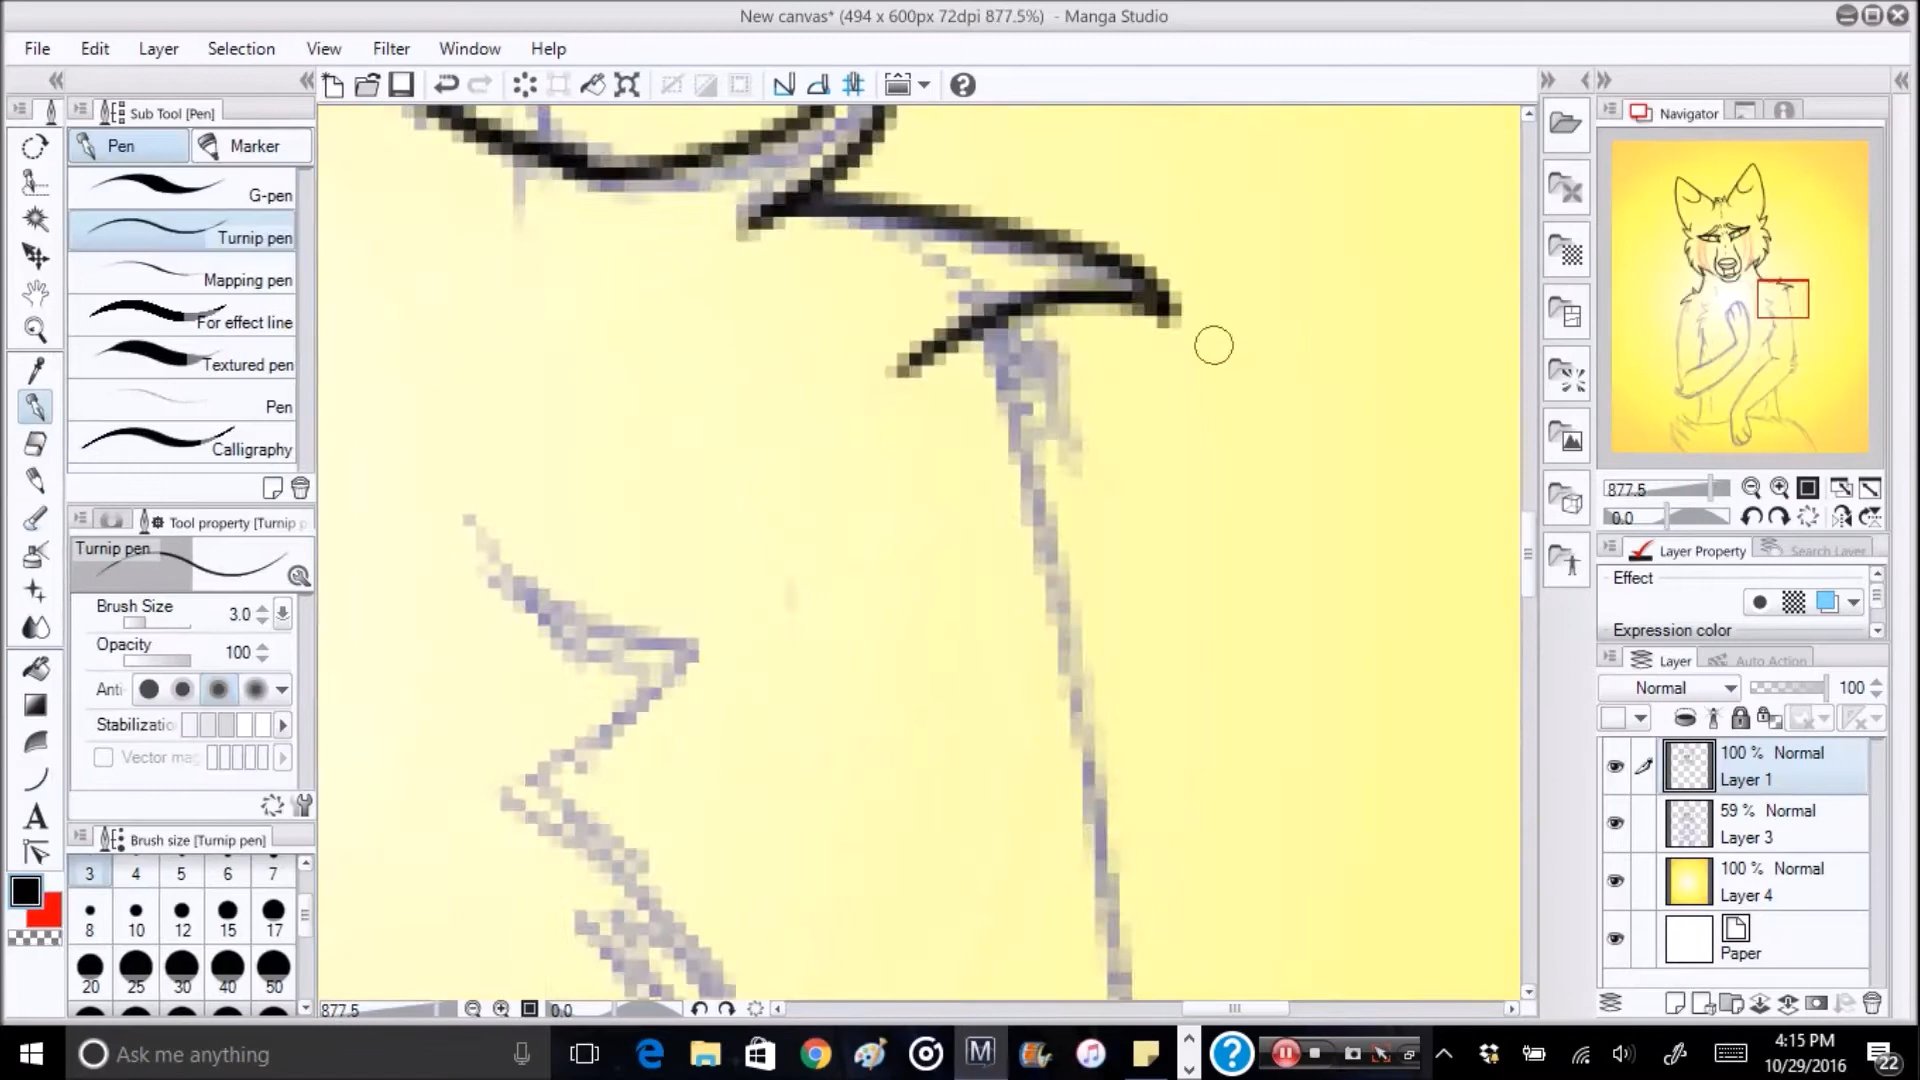 New canvas* (494 x 600px 72dpi 877.5%) - Manga Studio
File Edit Layer Selection View Filter Window Help
Sub Tool [Pen]
Pen Marker
G-pen
Turnip pen
Mapping pen
For effect line
Textured pen
Pen
Calligraphy
Tool property [Turnip p
Turnip pen
Brush Size 3.0
Opacity 100
Anti-
Stabilizatio
Vector mag
Brush size [Turnip pen]
3 4 5 6 7
8 10 12 15 17
20 25 30 40 50
877.5 0.0
Navigator
877.5
0.0
Layer Property Search Layer
Effect
Expression color
Layer Auto Action
Normal 100
100 % Normal
Layer 1
59 % Normal
Layer 3
100 % Normal
Layer 4
Paper
Ask me anything
M
4:15 PM
10/29/2016
22